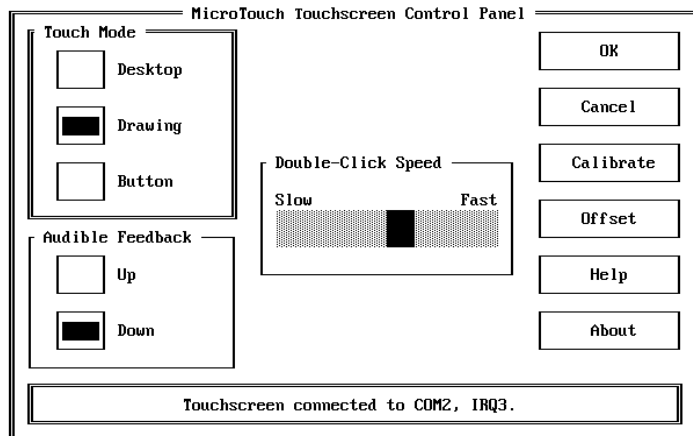 MicroTouch Touchscreen Control Panel
Touch Mode
Desktop
Drawing
Button
Audible Feedback
Up
Down
Double-Click Speed
Slow Fast
OK
Cancel
Calibrate
Offset
Help
About
Touchscreen connected to COM2, IRQ3.